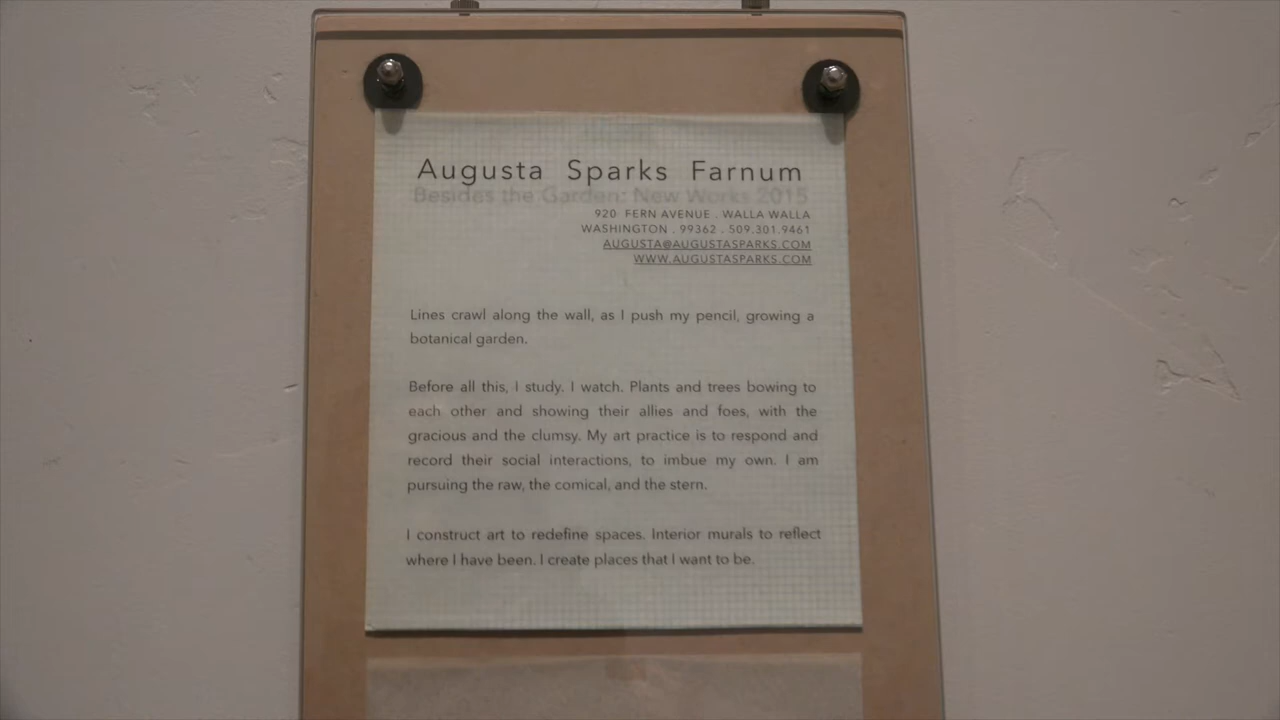 Augusta Sparks Farnum
Besides the Garden: New Works 2015
920 FERN AVENUE . WALLA WALLA
WASHINGTON . 99362 . 509.301.9461
AUGUSTA@AUGUSTASPARKS.COM
WWW.AUGUSTASPARKS.COM
Lines crawl along the wall, as I push my pencil, growing a
botanical garden.
Before all this, I study. I watch. Plants and trees bowing to
each other and showing their allies and foes, with the
gracious and the clumsy. My art practice is to respond and
record their social interactions, to imbue my own. I am
pursuing the raw, the comical, and the stern.
I construct art to redefine spaces. Interior murals to reflect
where I have been. I create places that I want to be.